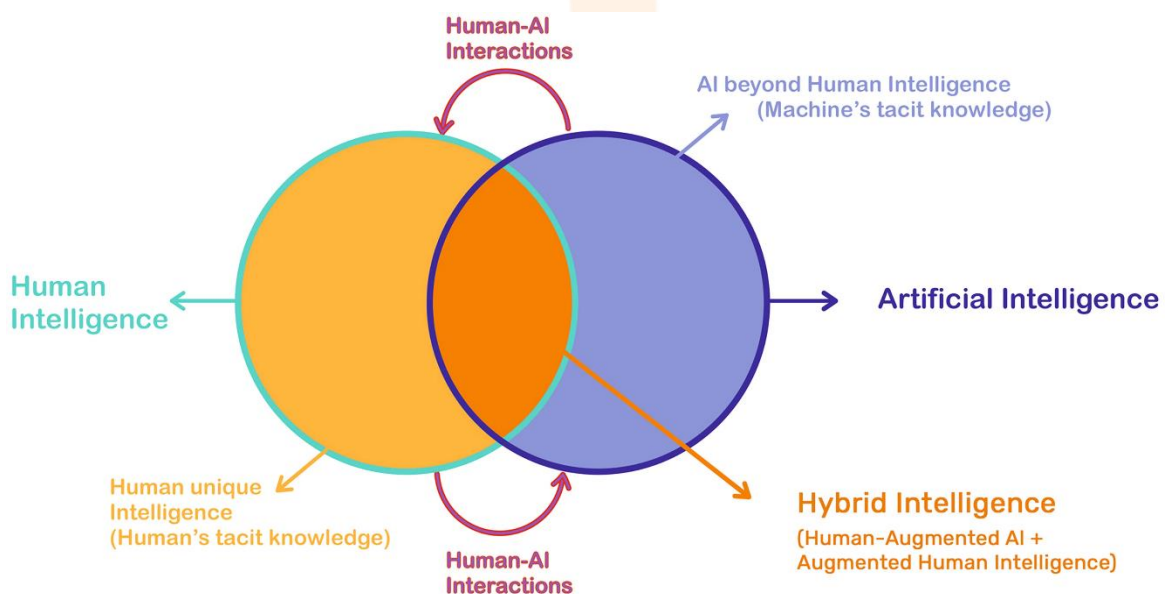 Human-AI
Interactions
AI beyond Human Intelligence
(Machine's tacit knowledge)
Human
Intelligence
Artificial Intelligence
Human unique
Intelligence
(Human's tacit knowledge)
Hybrid Intelligence
(Human-Augmented AI +
Augmented Human Intelligence)
Human-AI
Interactions